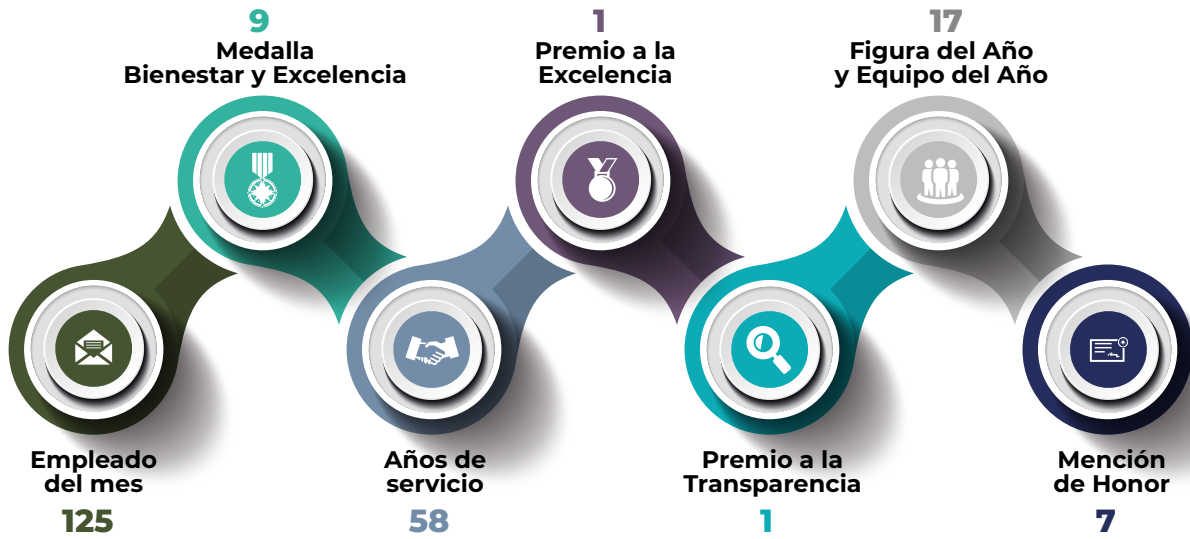 9
Medalla
Bienestar y Excelencia
1
Premio a la
Excelencia
17
Figura del Año
y Equipo del Año
Empleado
del mes
125
Años de
servicio
58
Premio a la
Transparencia
1
Mención
de Honor
7